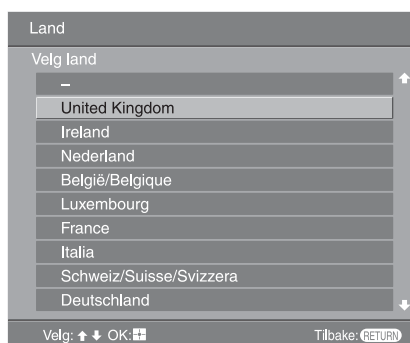 Land
Velg land
–
United Kingdom
Ireland
Nederland
België/Belgique
Luxembourg
France
Italia
Schweiz/Suisse/Svizzera
Deutschland
Velg: ↑ ↓ OK: Tilbake: RETURN